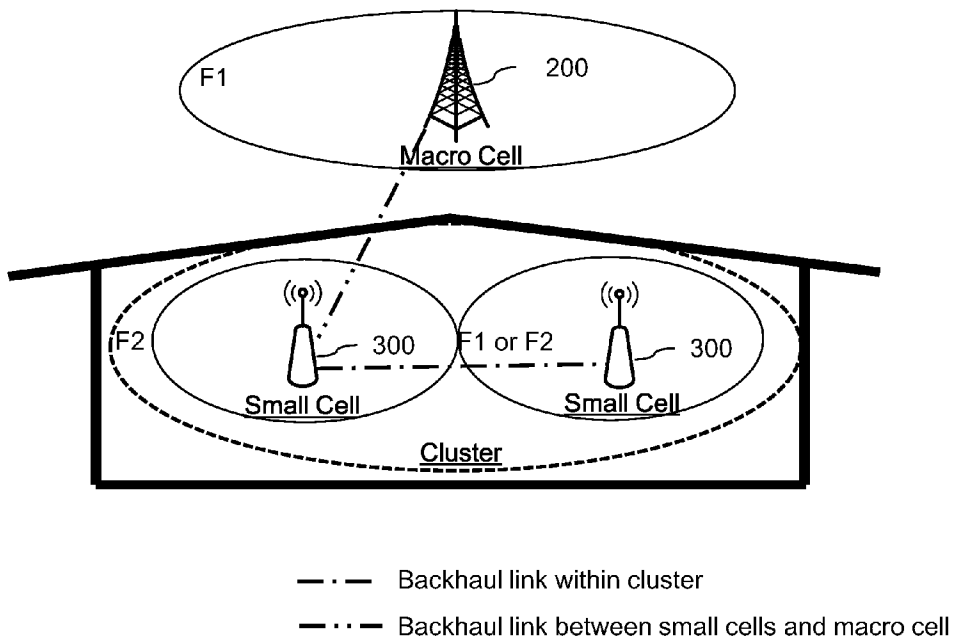 F1
200
Macro Cell
F2
300
F1 or F2
300
Small Cell
Small Cell
Cluster
Backhaul link within cluster
Backhaul link between small cells and macro cell